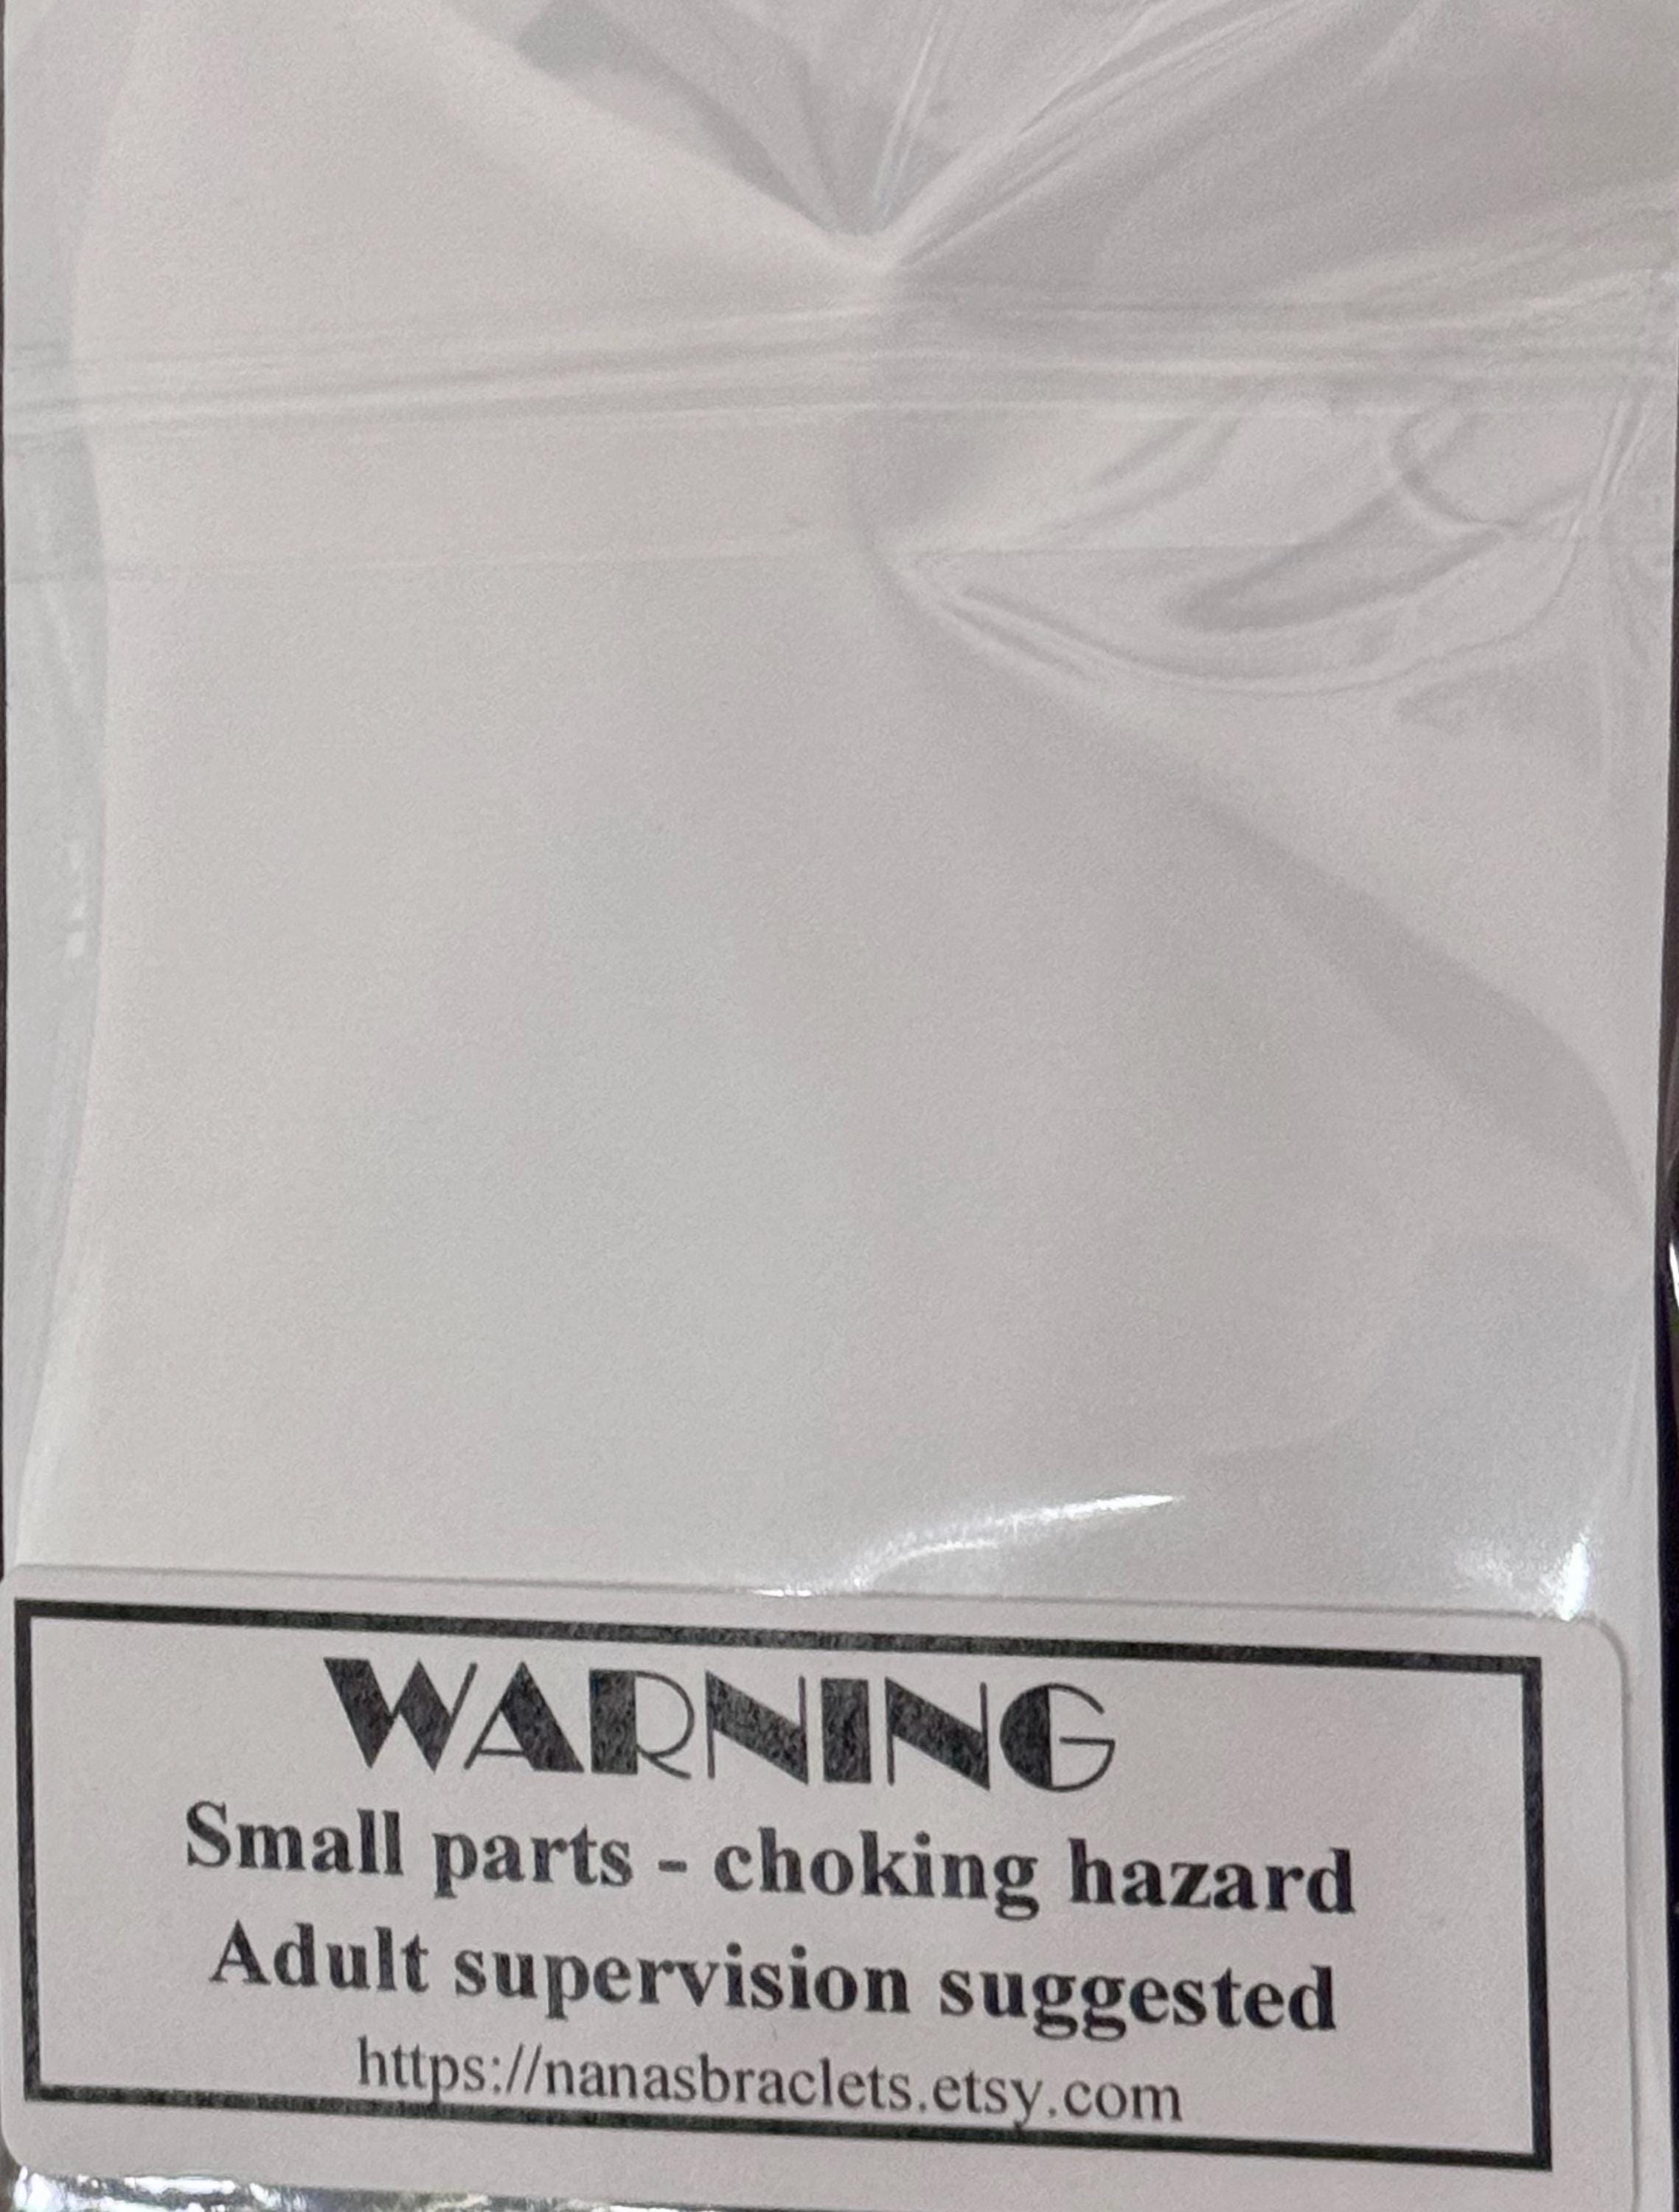 WARNING
Small parts - choking hazard
Adult supervision suggested
https://nanasbraclets.etsy.com